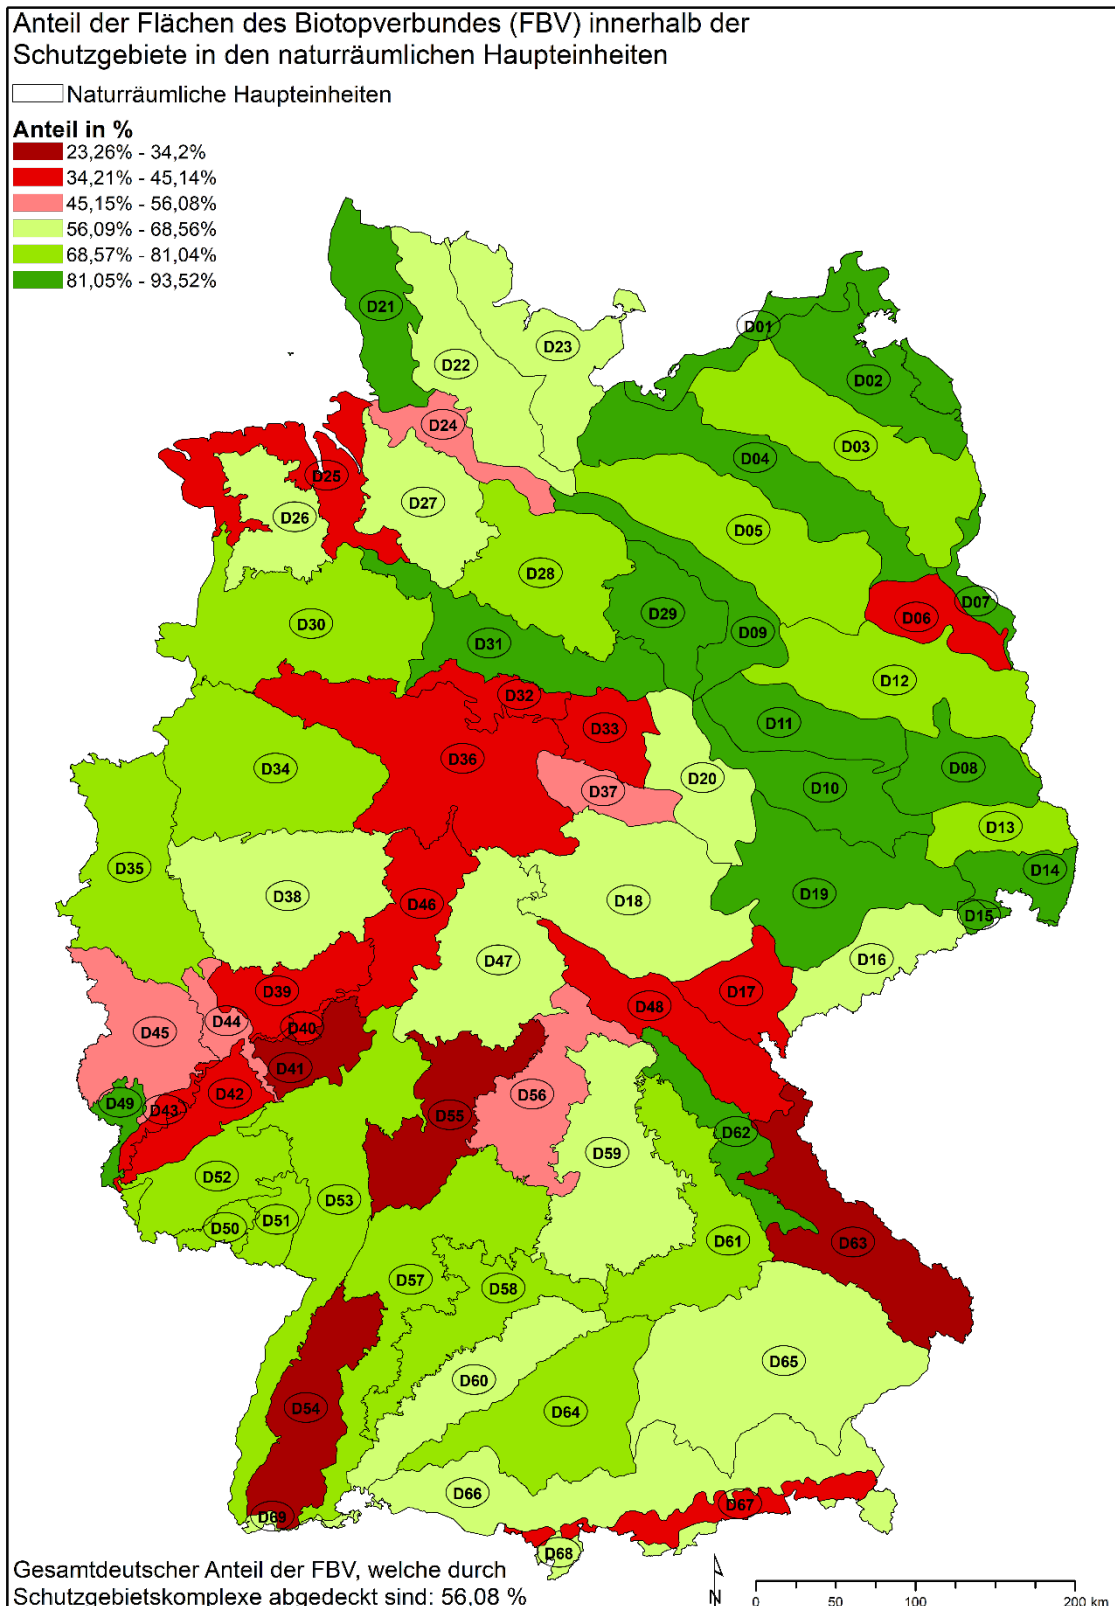 Anteil der Flächen des Biotopverbundes (FBV) innerhalb der
Schutzgebiete in den naturräumlichen Haupteinheiten
Naturräumliche Haupteinheiten
Anteil in %
23,26% - 34,2%
34,21% - 45,14%
45,15% - 56,08%
56,09% - 68,56%
68,57% - 81,04%
81,05% - 93,52%
D21
D01
D23
D22
D02
D24
D03
D04
D25
D27
D26
D05
D28
D07
D29
D06
D30
D09
D31
D12
D32
D11
D33
D36
D34
D08
D20
D10
D37
D13
D35
D14
D38
D19
D18
D46
D15
D16
D47
D39
D17
D48
D44
D40
D45
D41
D42
D56
D49
D43
D55
D62
D59
D52
D53
D51
D50
D61
D63
D57
D58
D65
D60
D54
D64
D66
D67
D69
D68
Gesamtdeutscher Anteil der FBV, welche durch
Schutzgebietskomplexe abgedeckt sind: 56,08 %
N
0 50 100 200 km